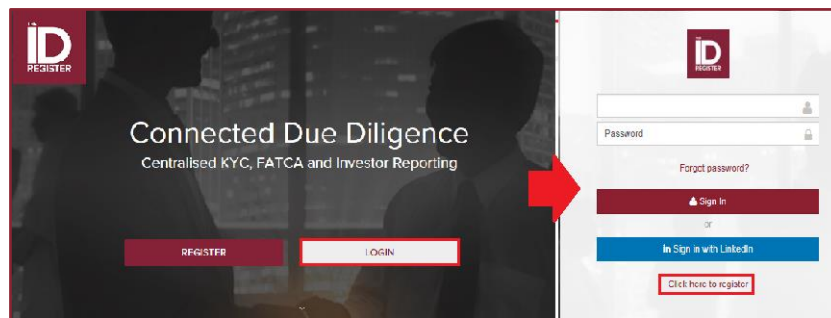 ID
REGISTER
Connected Due Diligence
Centralised KYC, FATCA and Investor Reporting
REGISTER
LOGIN
ID
REGISTER
Password
Forgot password?
Sign In
or
in Sign in with LinkedIn
Click here to register